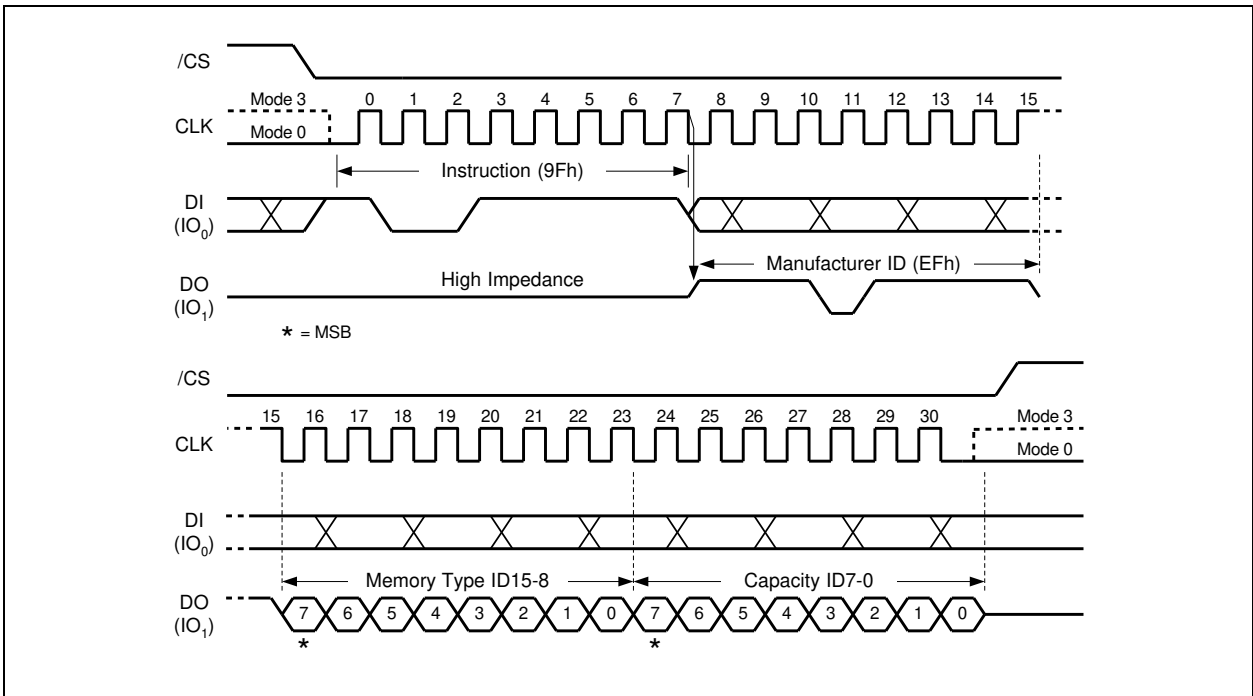 /CS
Mode 3 0 1 2 3 4 5 6 7 8 9 10 11 12 13 14 15
CLK Mode 0
Instruction (9Fh)
DI
(IO₀)
Manufacturer ID (EFh)
DO High Impedance
(IO₁)
* = MSB
/CS
15 16 17 18 19 20 21 22 23 24 25 26 27 28 29 30 Mode 3
CLK Mode 0
DI
(IO₀)
Memory Type ID15-8 Capacity ID7-0
DO 7 6 5 4 3 2 1 0 7 6 5 4 3 2 1 0
(IO₁)
* *